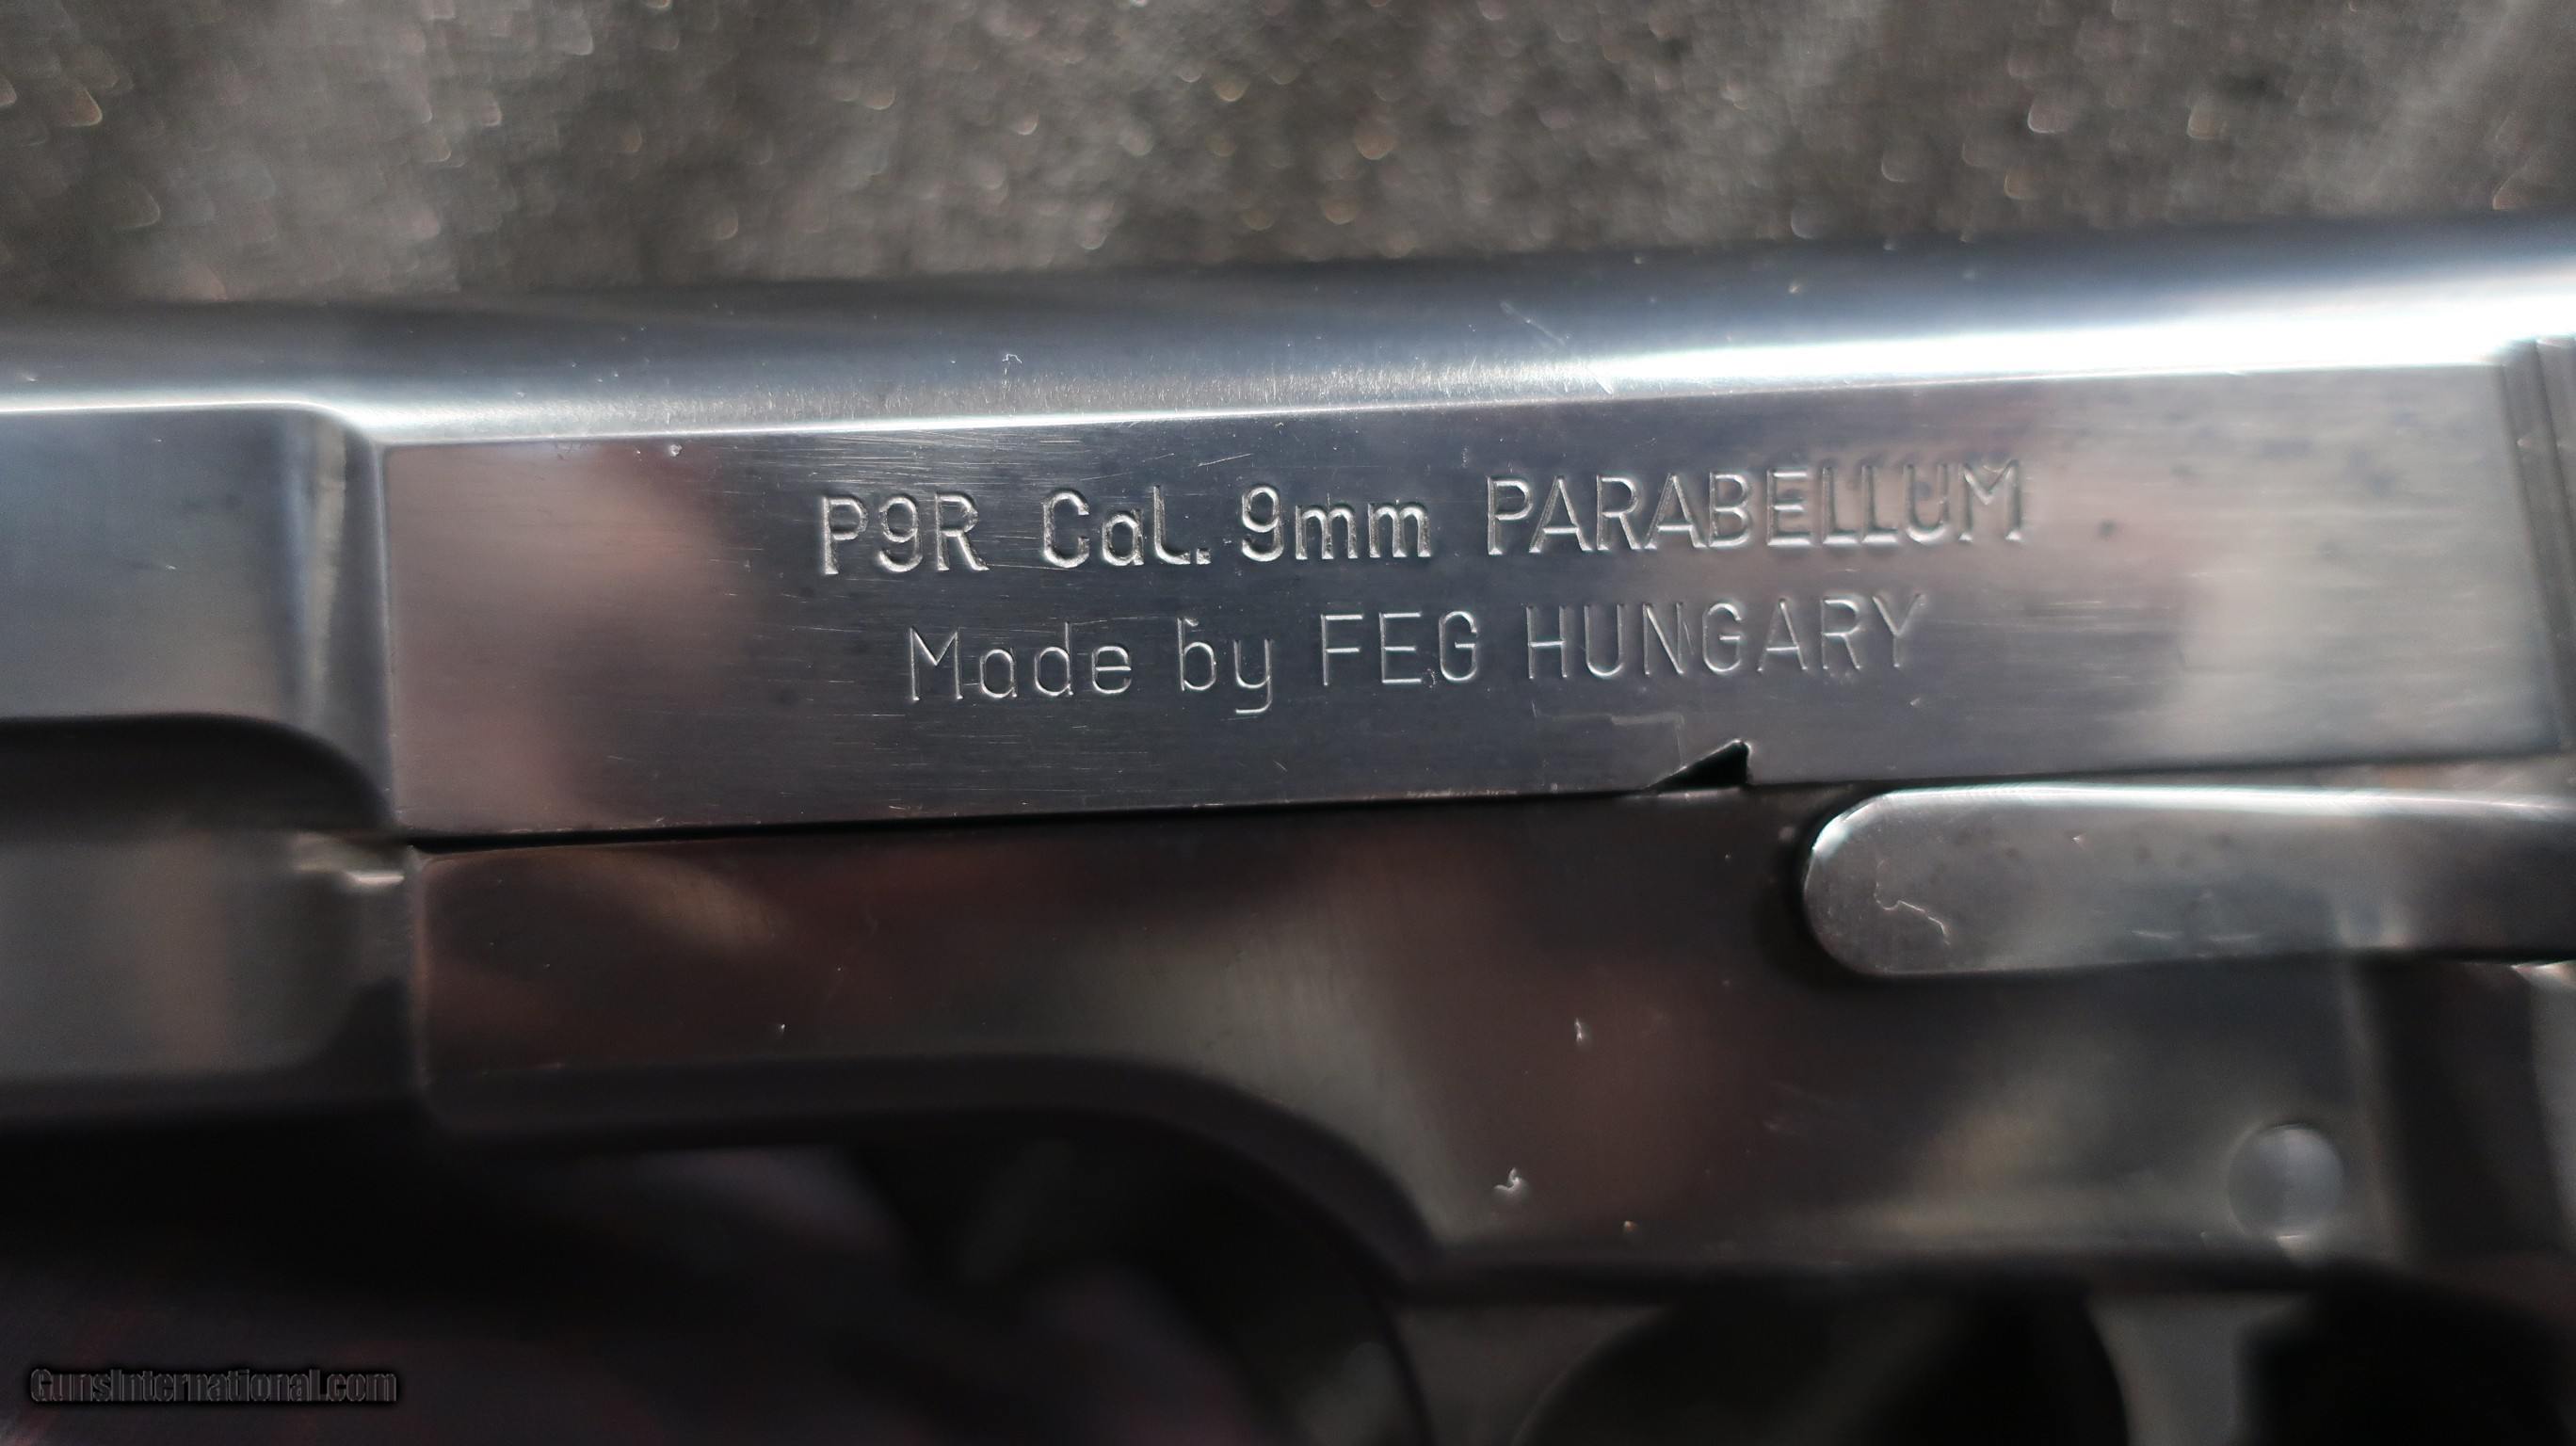 P9R Cal. 9mm PARABELLUM
Made by FEG HUNGARY
GunsInternational.com